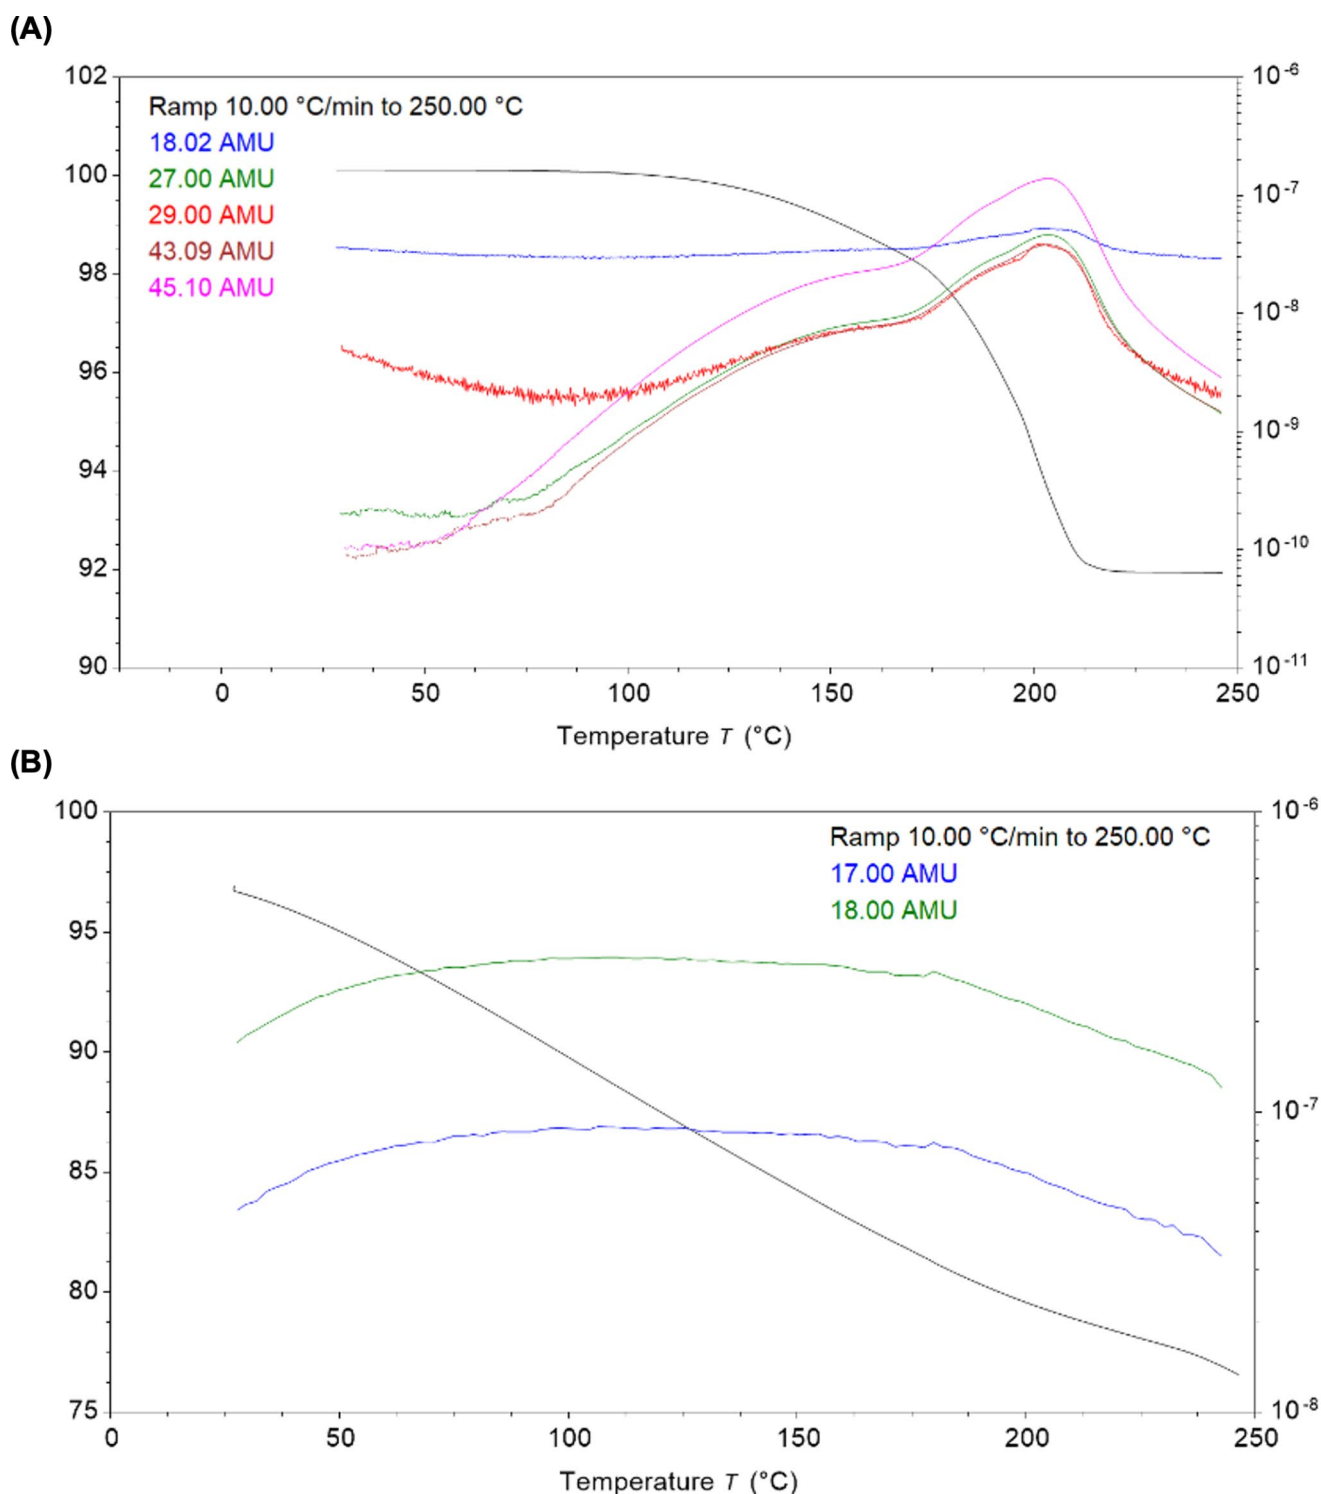 (A)
102
100
98
96
94
92
90
Ramp 10.00 °C/min to 250.00 °C
18.02 AMU
27.00 AMU
29.00 AMU
43.09 AMU
45.10 AMU
10-6
10-7
10-8
10-9
10-10
10-11
0 50 100 150 200 250
Temperature T (°C)
(B)
100
95
90
85
80
75
Ramp 10.00 °C/min to 250.00 °C
17.00 AMU
18.00 AMU
10-6
10-7
10-8
0 50 100 150 200 250
Temperature T (°C)